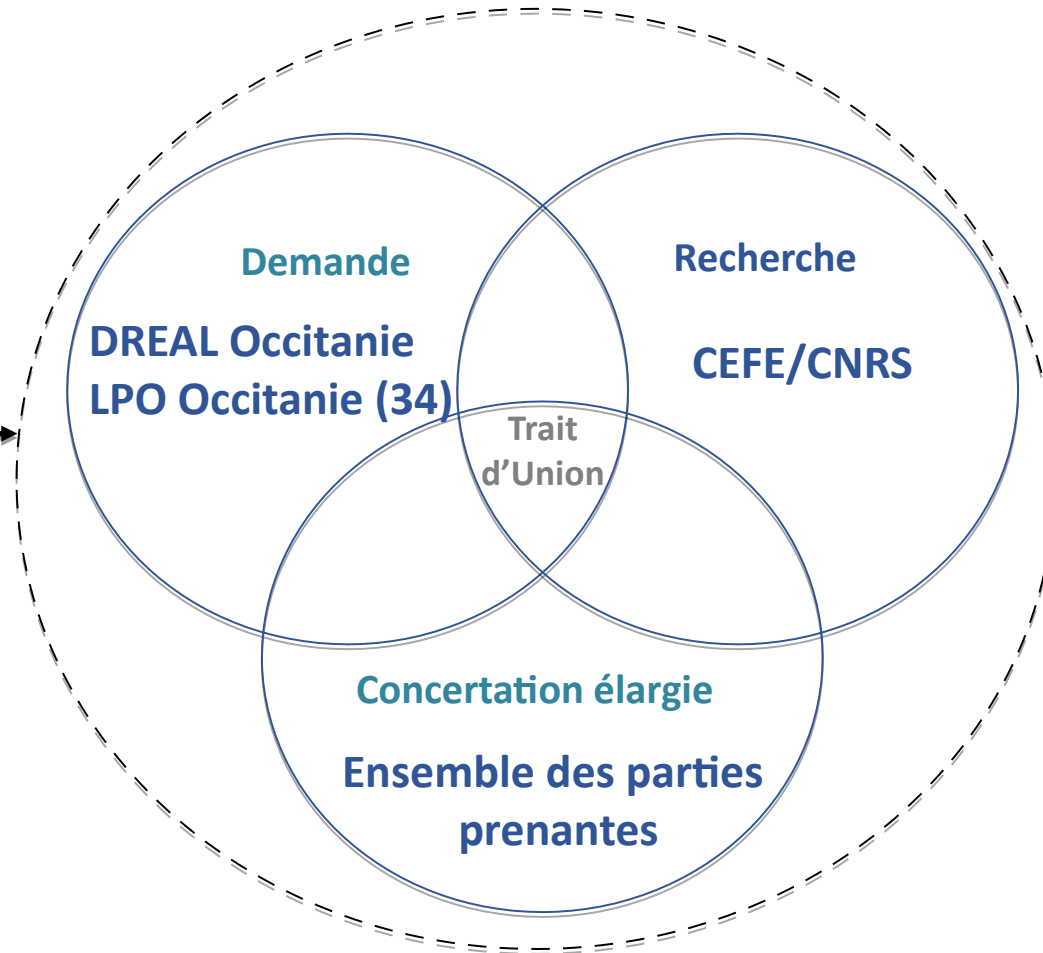 Demande
DREAL Occitanie
LPO Occitanie (34)
Recherche
CEFE/CNRS
Trait
d’Union
Concertation élargie
Ensemble des parties
prenantes